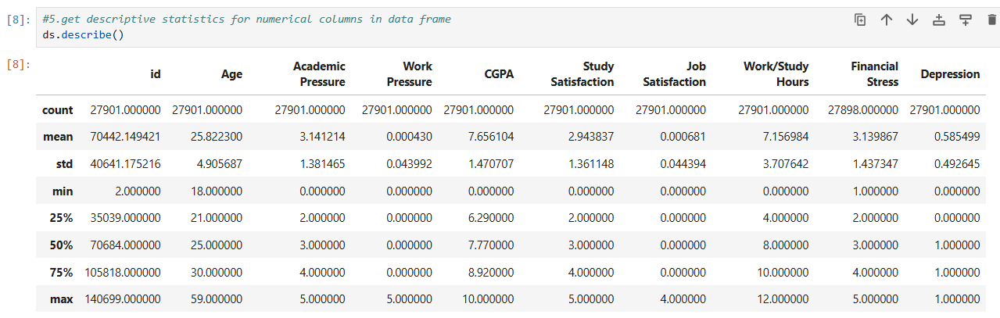 [8]: #5.get descriptive statistics for numerical columns in data frame
ds.describe()
[8]:
id Age Academic Pressure Work Pressure CGPA Study Satisfaction Job Satisfaction Work/Study Hours Financial Stress Depression
count 27901.000000 27901.000000 27901.000000 27901.000000 27901.000000 27901.000000 27901.000000 27901.000000 27898.000000 27901.000000
mean 70442.149421 25.822300 3.141214 0.000430 7.656104 2.943837 0.000681 7.156984 3.139867 0.585499
std 40641.175216 4.905687 1.381465 0.043992 1.470707 1.361148 0.044394 3.707642 1.437347 0.492645
min 2.000000 18.000000 0.000000 0.000000 0.000000 0.000000 0.000000 0.000000 1.000000 0.000000
25% 35039.000000 21.000000 2.000000 0.000000 6.290000 2.000000 0.000000 4.000000 2.000000 0.000000
50% 70684.000000 25.000000 3.000000 0.000000 7.770000 3.000000 0.000000 8.000000 3.000000 1.000000
75% 105818.000000 30.000000 4.000000 0.000000 8.920000 4.000000 0.000000 10.000000 4.000000 1.000000
max 140699.000000 59.000000 5.000000 5.000000 10.000000 5.000000 4.000000 12.000000 5.000000 1.000000